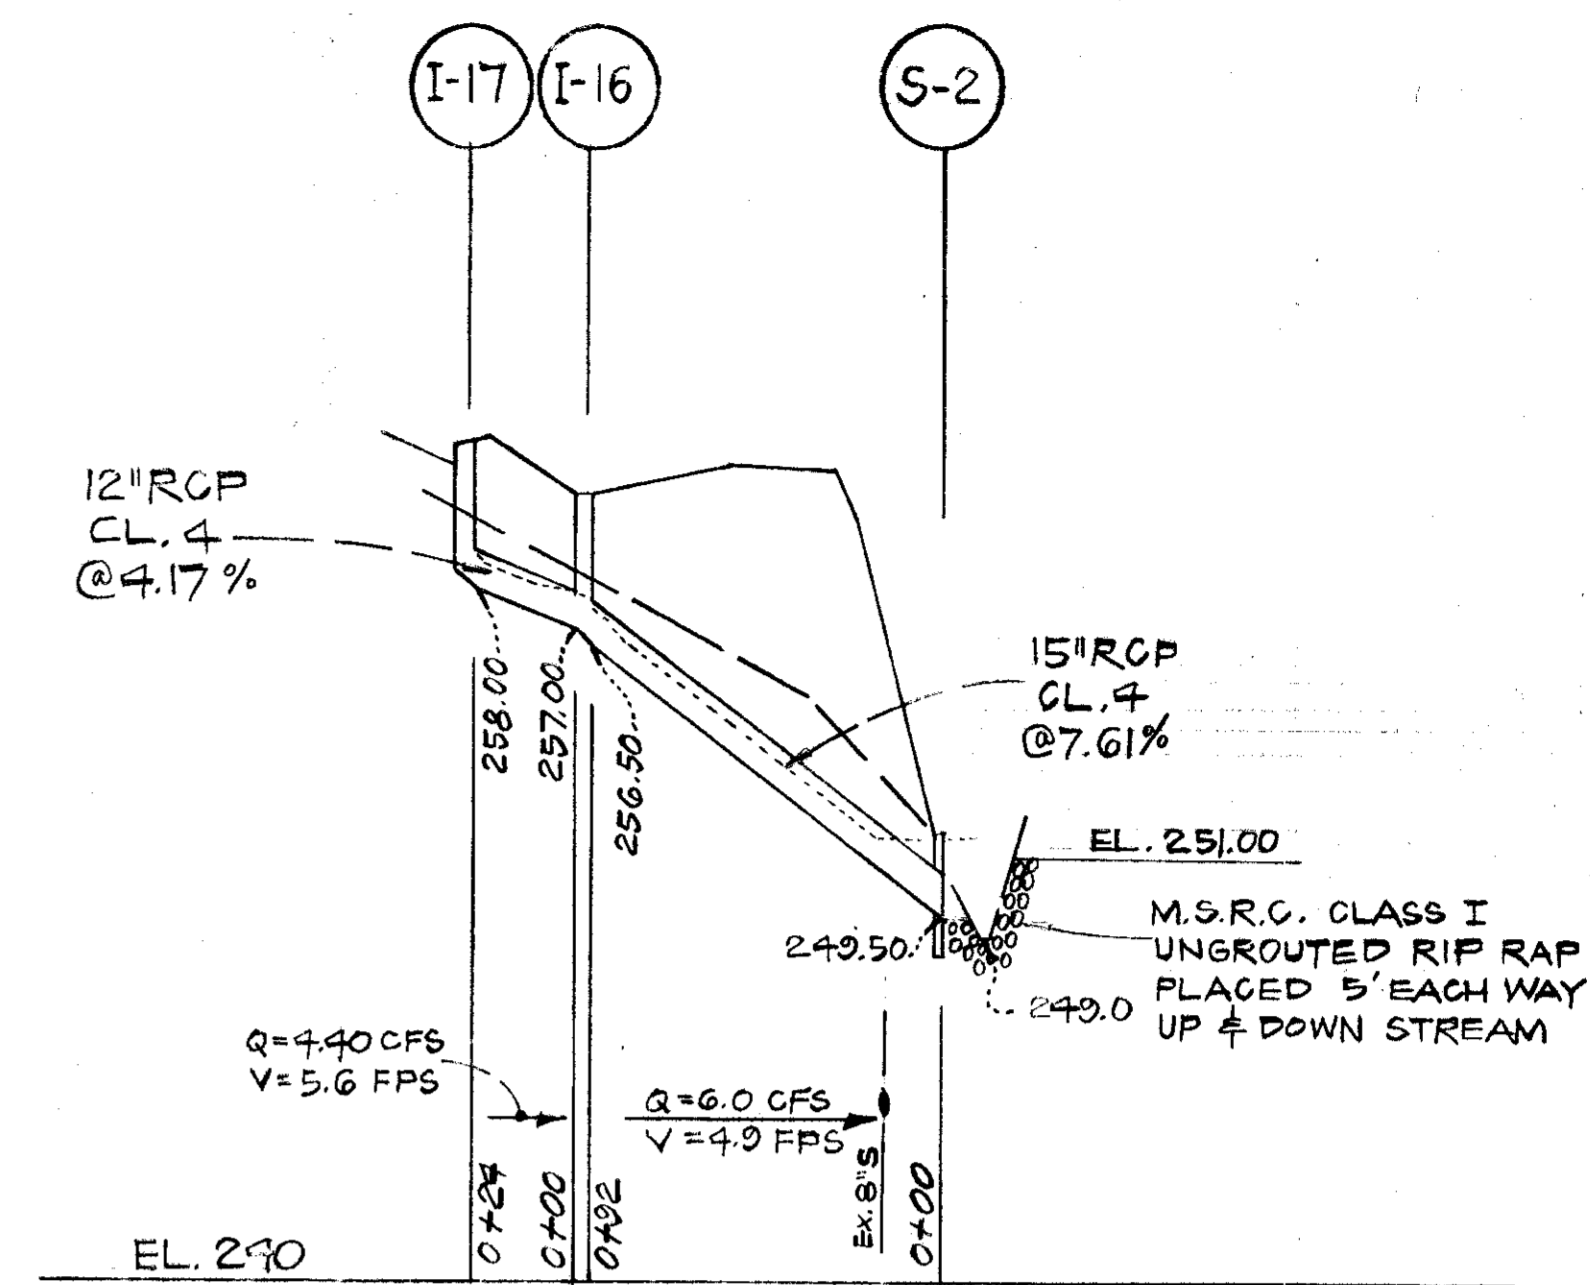 I-17 I-16 S-2
12" RCP
CL. 4
@4.17%
258.00
257.00
256.50
15" RCP
CL. 4
@7.61%
EL. 251.00
M.S.R.C. CLASS I
UNGROUTED RIP RAP
PLACED 5' EACH WAY
UP & DOWN STREAM
249.50
249.0
Q=4.40 CFS
V=5.6 FPS
Q=6.0 CFS
V=4.9 FPS
0+24
0+00
0+92
EX. 8"S
0+00
EL. 240